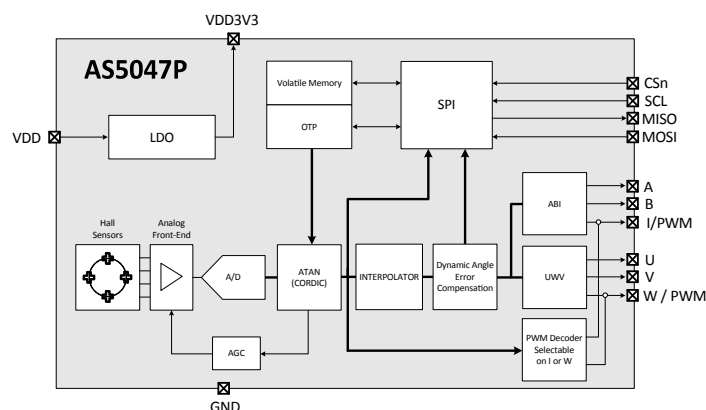 VDD3V3
AS5047P
Volatile Memory
OTP
SPI
CSn
SCL
MISO
MOSI
VDD
LDO
Hall
Sensors
Analog
Front-End
A/D
ATAN
(CORDIC)
INTERPOLATOR
Dynamic Angle
Error
Compensation
ABI
A
B
I/PWM
UWV
U
V
W / PWM
AGC
PWM Decoder
Selectable
on I or W
GND